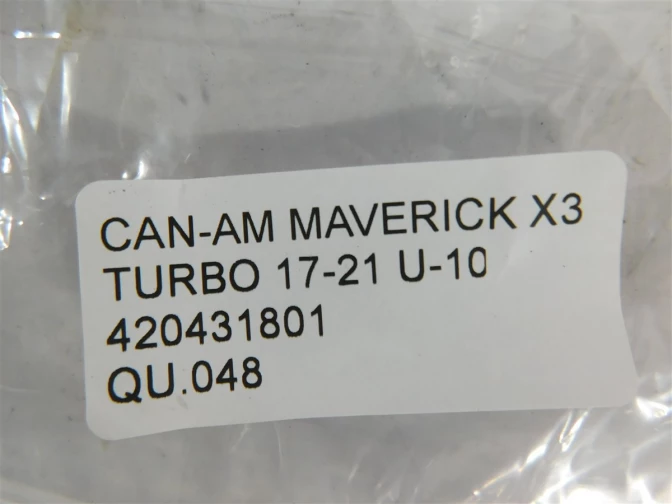 CAN-AM MAVERICK X3
TURBO 17-21 U-10
420431801
QU.048